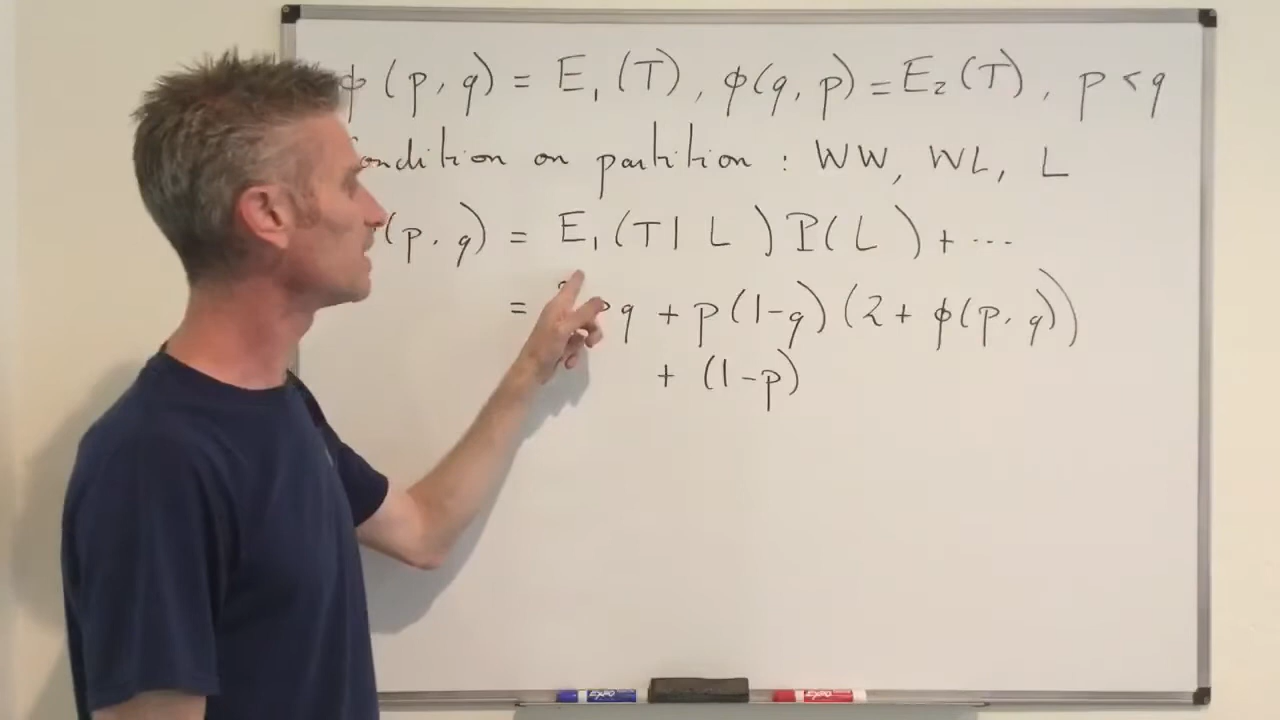 ϕ(p, q) = E₁(T), ϕ(q, p) = E₂(T), p < q
ondition on partition : WW, WL, L
(p, q) = E₁(T | L) P(L) + ...
= q + p(1-q)(2 + ϕ(p, q))
+ (1-p)
EXPO EXPO